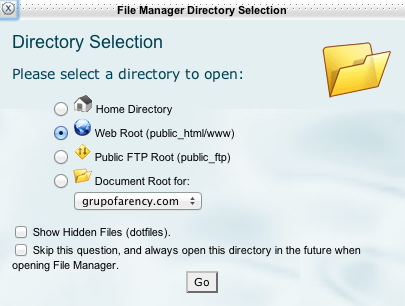 File Manager Directory Selection
Directory Selection
Please select a directory to open:
Home Directory
Web Root (public_html/www)
Public FTP Root (public_ftp)
Document Root for:
grupofarency.com
Show Hidden Files (dotfiles).
Skip this question, and always open this directory in the future when
opening File Manager.
Go